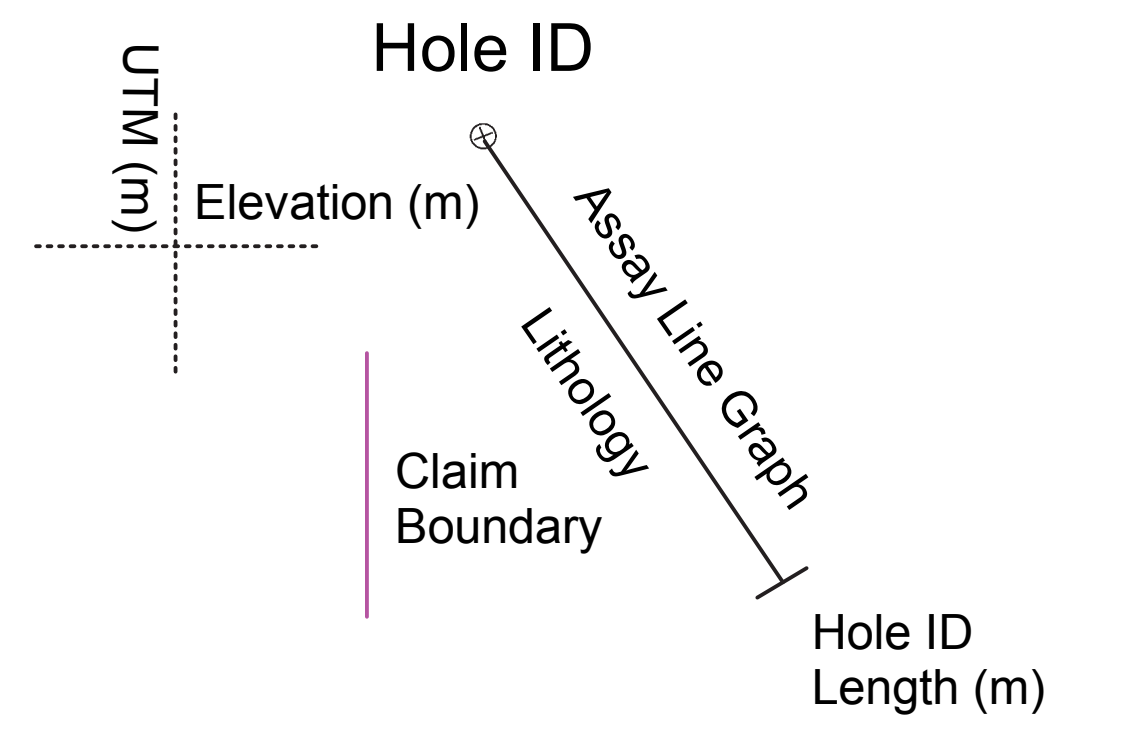 Hole ID
UTM (m)
Elevation (m)
Assay Line Graph
Lithology
Claim
Boundary
Hole ID
Length (m)